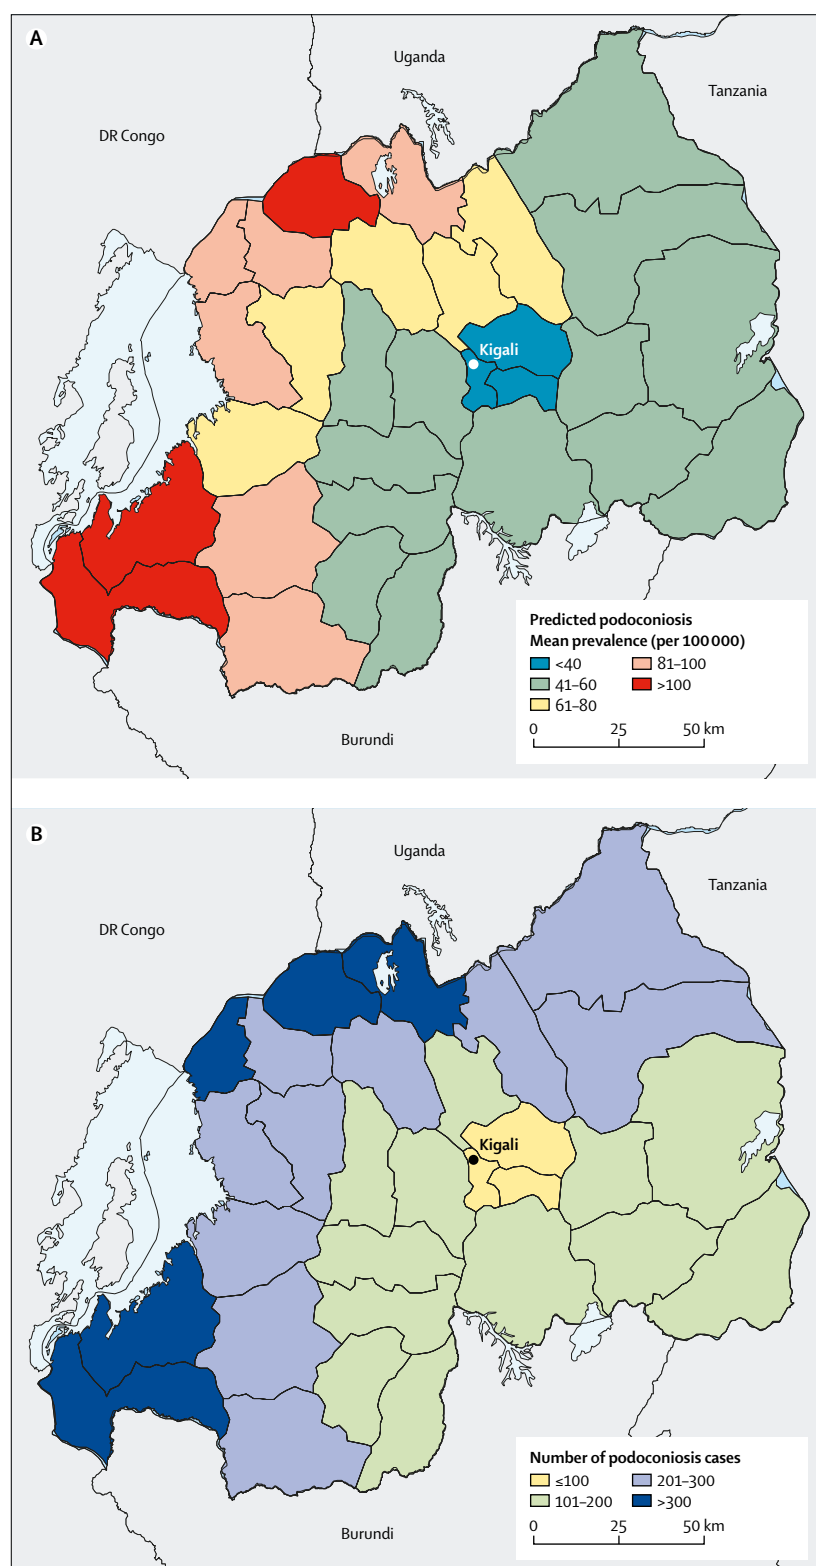 A
Uganda
Tanzania
DR Congo
Kigali
Predicted podoconiosis
Mean prevalence (per 100 000)
<40 81–100
41–60 >100
61–80
0 25 50 km
Burundi
B
Uganda
Tanzania
DR Congo
Kigali
Number of podoconiosis cases
≤100 201–300
101–200 >300
0 25 50 km
Burundi